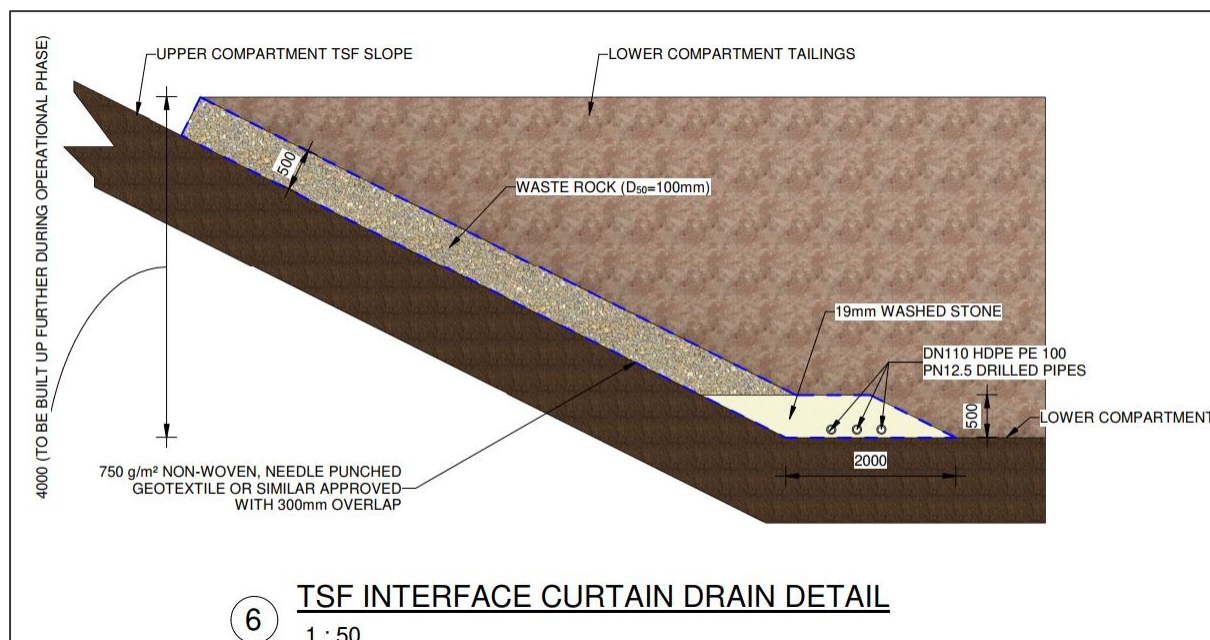 4000 (TO BE BUILT UP FURTHER DURING OPERATIONAL PHASE)
UPPER COMPARTMENT TSF SLOPE
LOWER COMPARTMENT TAILINGS
500
WASTE ROCK (D₅₀=100mm)
19mm WASHED STONE
DN110 HDPE PE 100
PN12.5 DRILLED PIPES
500
LOWER COMPARTMENT
2000
750 g/m² NON-WOVEN, NEEDLE PUNCHED
GEOTEXTILE OR SIMILAR APPROVED
WITH 300mm OVERLAP
6
TSF INTERFACE CURTAIN DRAIN DETAIL
1 : 50